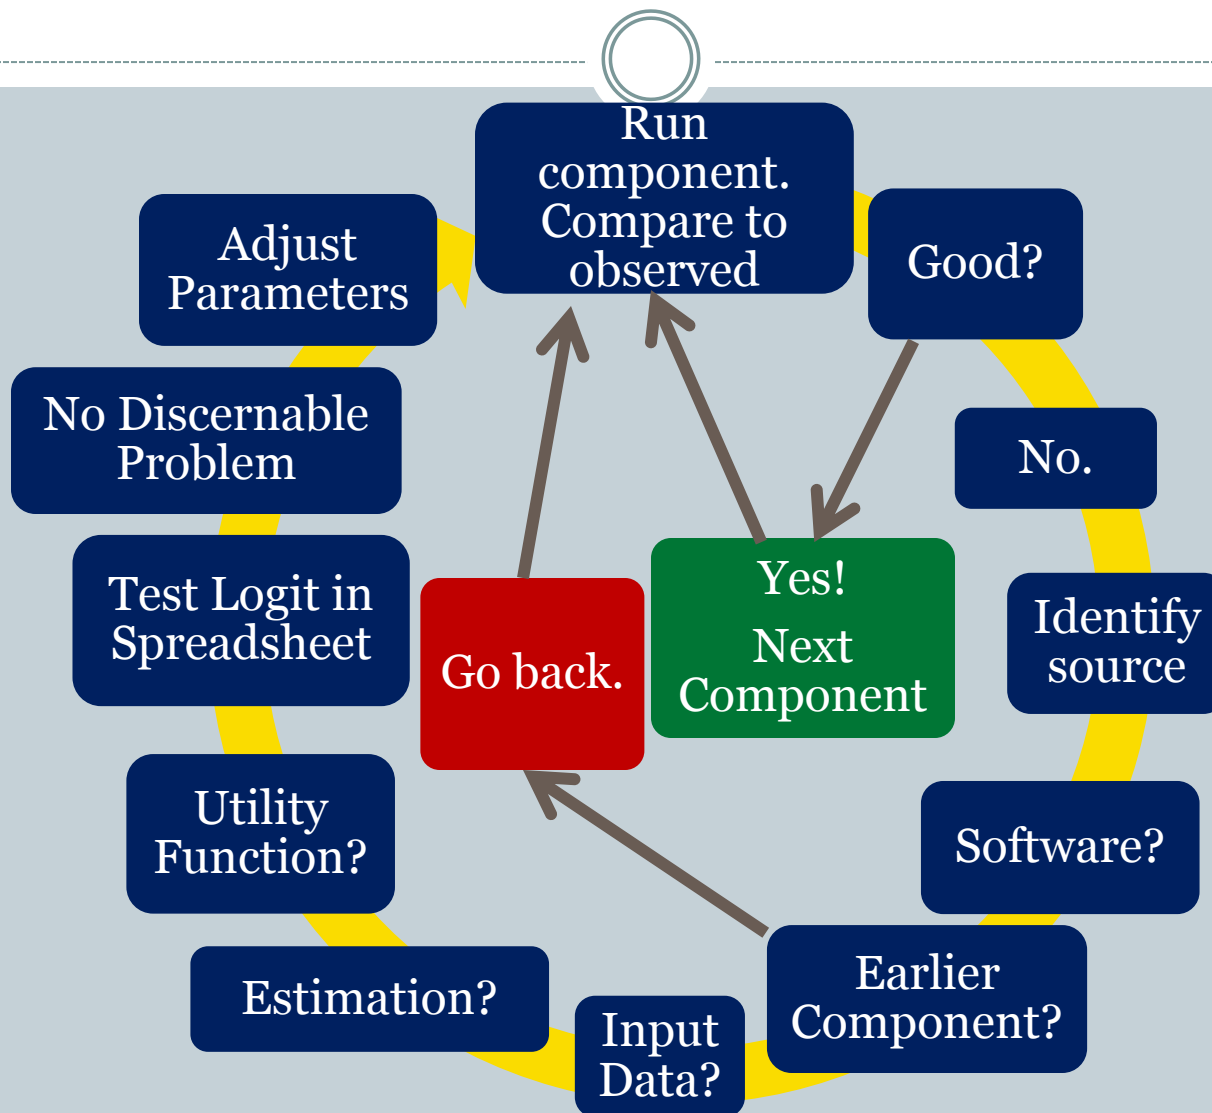 Run
component.
Compare to
observed
Good?
No.
Identify
source
Software?
Earlier
Component?
Input
Data?
Estimation?
Utility
Function?
Test Logit in
Spreadsheet
No Discernable
Problem
Adjust
Parameters
Yes!
Next
Component
Go back.